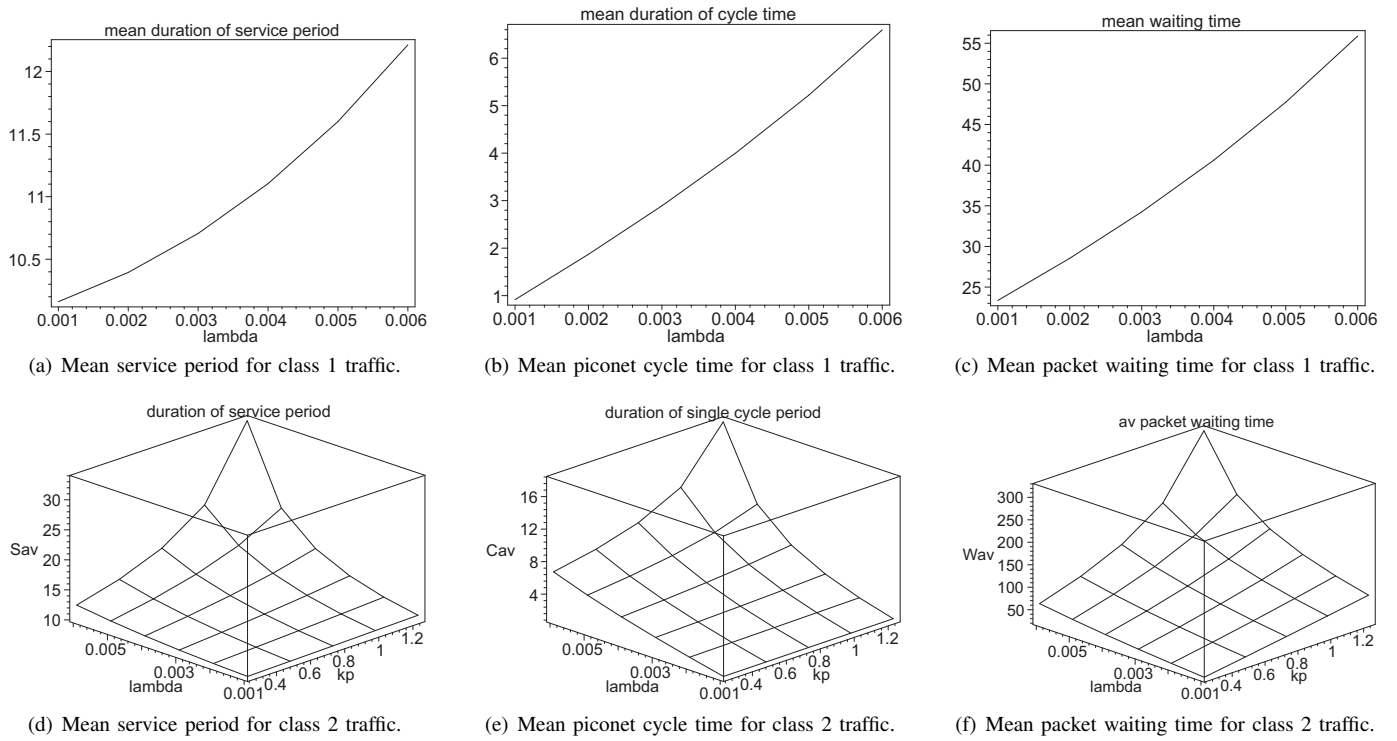 mean duration of service period
12
11.5
11
10.5
0.001 0.002 0.003 0.004 0.005 0.006
lambda
(a) Mean service period for class 1 traffic.
mean duration of cycle time
6
5
4
3
2
1
0.001 0.002 0.003 0.004 0.005 0.006
lambda
(b) Mean piconet cycle time for class 1 traffic.
mean waiting time
55
50
45
40
35
30
25
0.001 0.002 0.003 0.004 0.005 0.006
lambda
(c) Mean packet waiting time for class 1 traffic.
duration of service period
30
25
Sav
20
15
10
0.005
0.003
0.001
lambda
0.4
0.6
0.8
1
1.2
kp
(d) Mean service period for class 2 traffic.
duration of single cycle period
16
12
Cav
8
4
0.005
0.003
0.001
lambda
0.4
0.6
0.8
1
1.2
kp
(e) Mean piconet cycle time for class 2 traffic.
av packet waiting time
300
250
200
Wav
150
100
50
0.005
0.003
0.001
lambda
0.4
0.6
0.8
1
1.2
kp
(f) Mean packet waiting time for class 2 traffic.